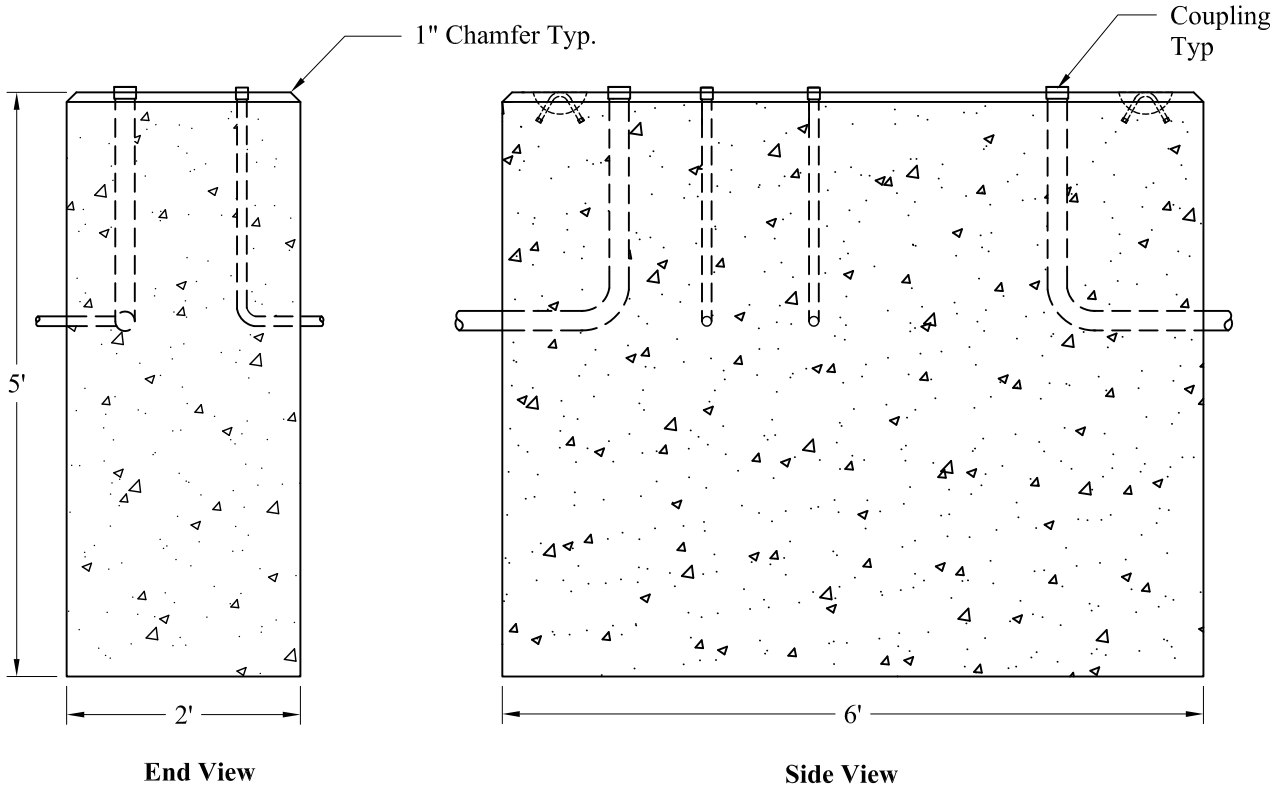 1" Chamfer Typ.
Coupling
Typ
5'
2'
6'
End View
Side View